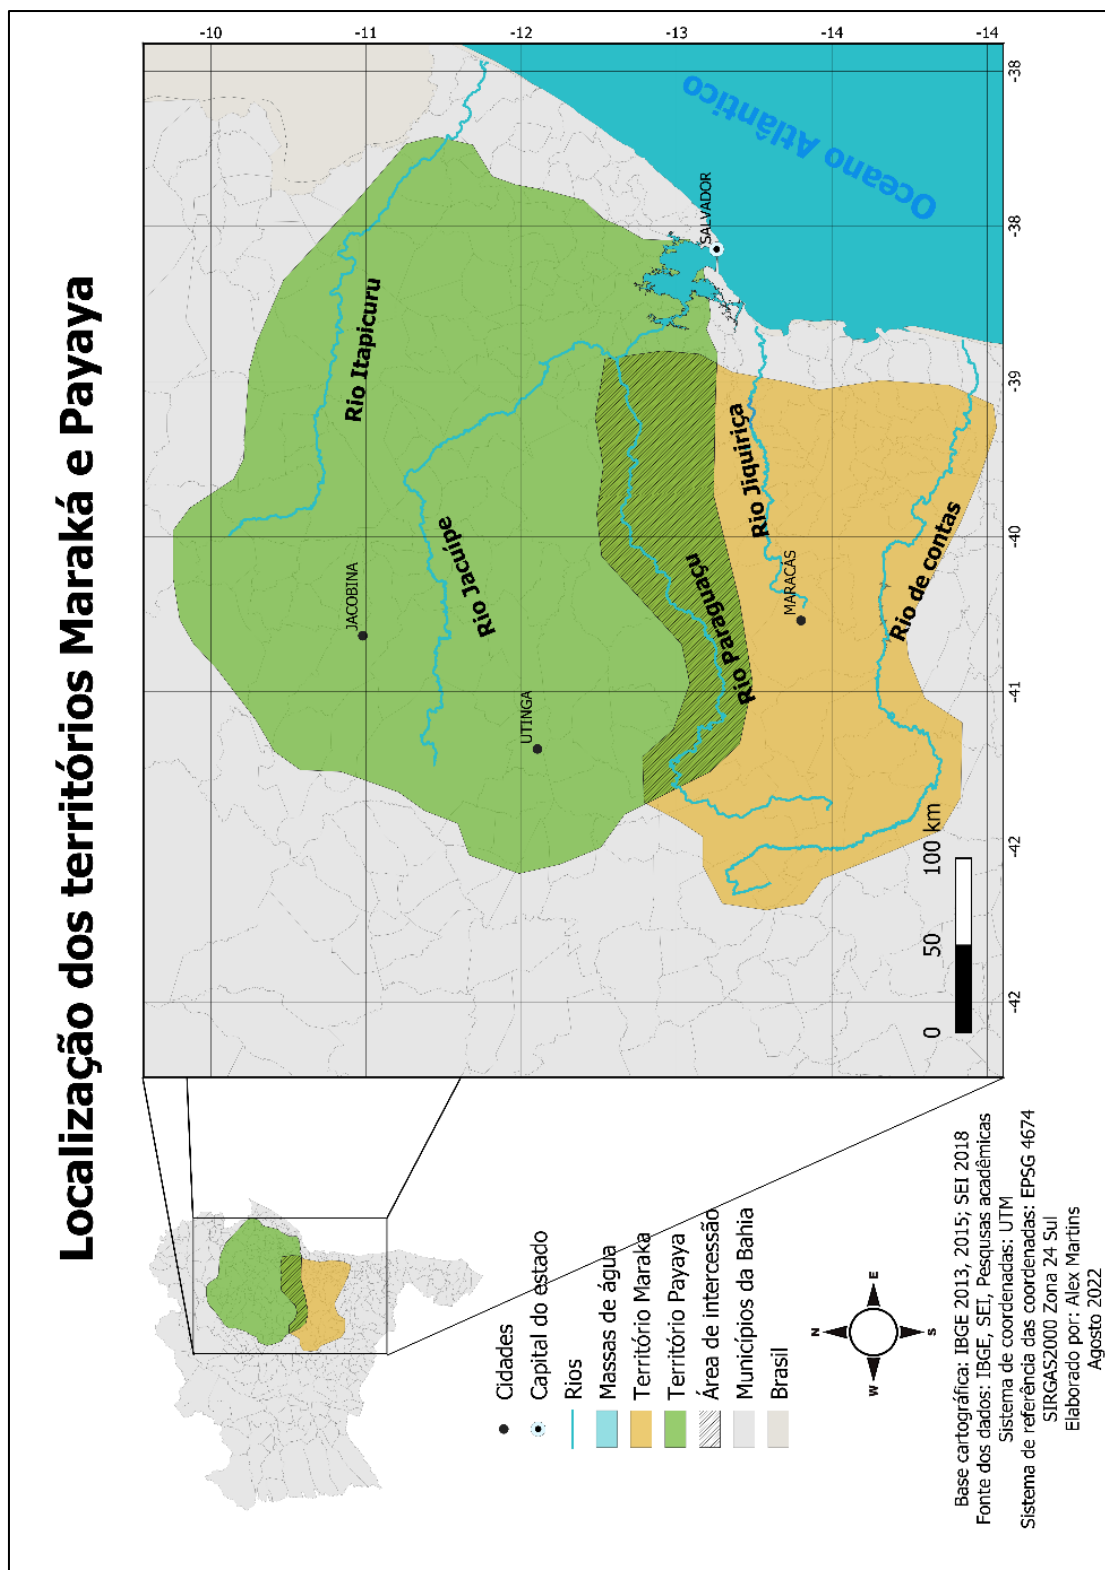 Localização dos territórios Maraká e Payaya
-38
-38
-39
-40
-41
-42
-42
-10
-11
-12
-13
-14
-14
Oceano Atlântico
SALVADOR
Rio Itapicuru
Rio Jacuípe
JACOBINA
UTINGA
Rio Paraguaçu
Rio Jiquiriça
MARACÁS
Rio de contas
0 50 100 km
Cidades
Capital do estado
Rios
Massas de água
Território Maraka
Território Payaya
Área de intercessão
Municípios da Bahia
Brasil
N
W
E
S
Base cartográfica: IBGE 2013, 2015; SEI 2018
Fonte dos dados: IBGE, SEI, Pesqusas acadêmicas
Sistema de coordenadas: UTM
Sistema de referência das coordenadas: EPSG 4674
SIRGAS2000 Zona 24 Sul
Elaborado por: Alex Martins
Agosto 2022